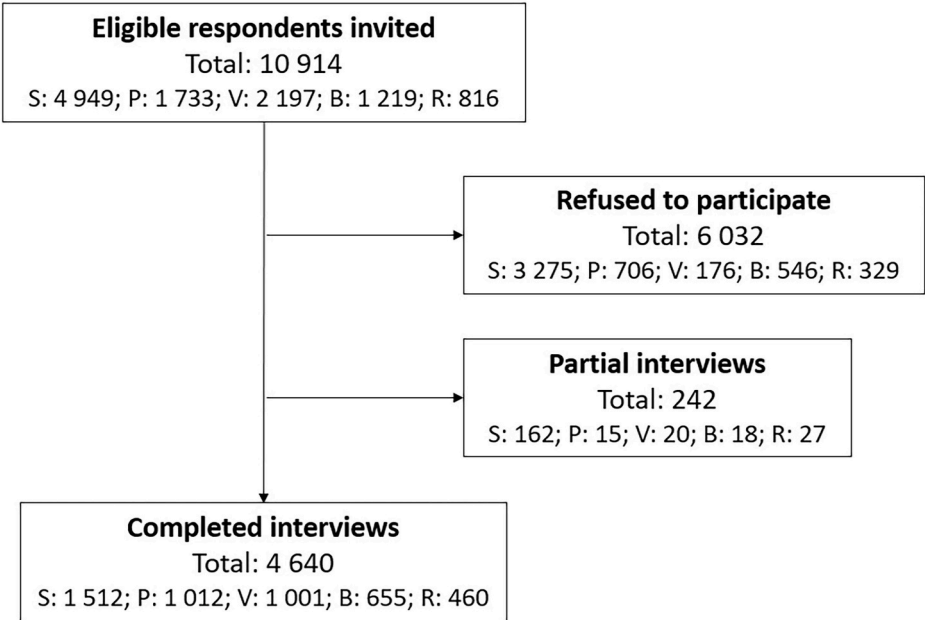 Eligible respondents invited
Total: 10 914
S: 4 949; P: 1 733; V: 2 197; B: 1 219; R: 816
Refused to participate
Total: 6 032
S: 3 275; P: 706; V: 176; B: 546; R: 329
Partial interviews
Total: 242
S: 162; P: 15; V: 20; B: 18; R: 27
Completed interviews
Total: 4 640
S: 1 512; P: 1 012; V: 1 001; B: 655; R: 460